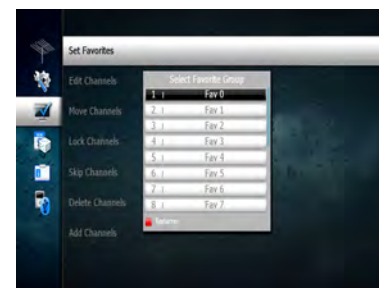 Set Favorites
Edit Channels
Move Channels
Lock Channels
Skip Channels
Delete Channels
Add Channels
Select Favorite Group
1 : Fav 0
2 : Fav 1
3 : Fav 2
4 : Fav 3
5 : Fav 4
6 : Fav 5
7 : Fav 6
8 : Fav 7